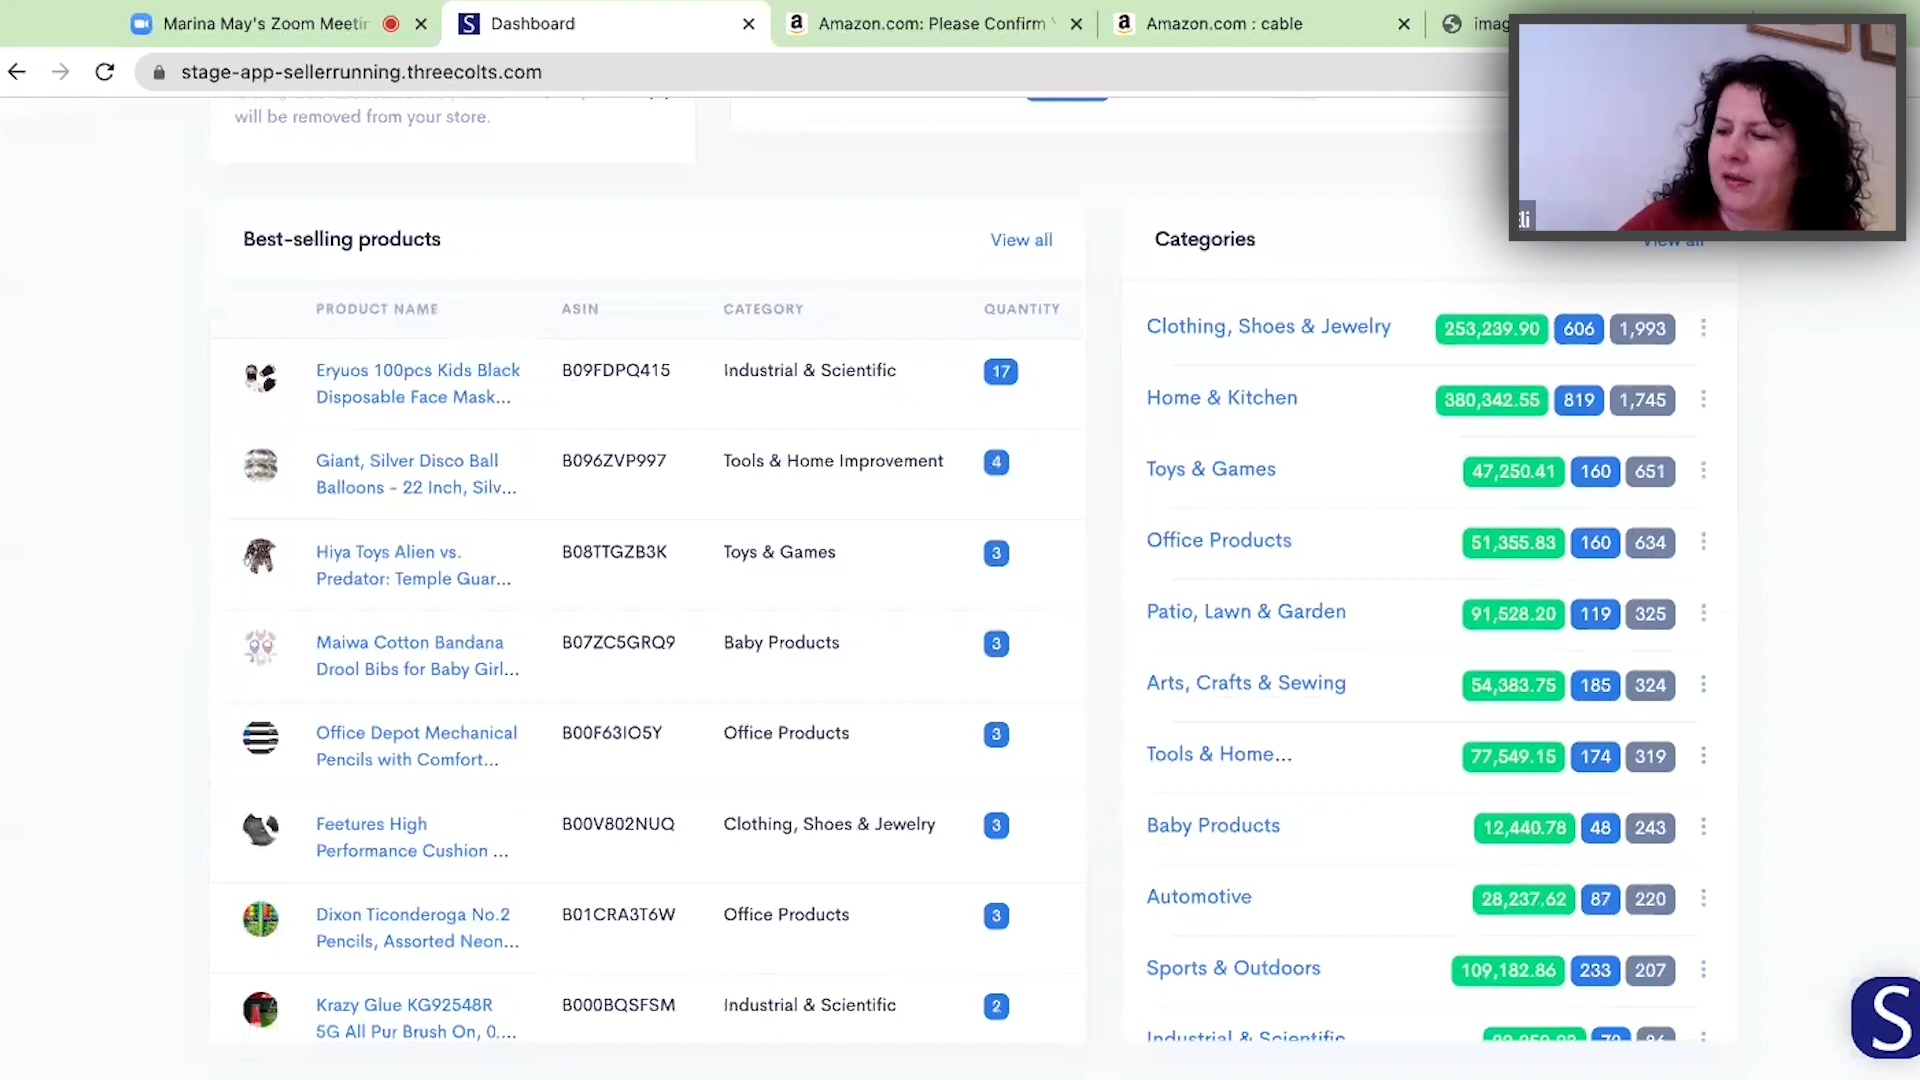 Marina May's Zoom Meeti
Dashboard
Amazon.com: Please Confirm
Amazon.com : cable
imag
stage-app-sellerrunning.threecolts.com
will be removed from your store.
Best-selling products
View all
PRODUCT NAME ASIN CATEGORY QUANTITY
Eryuos 100pcs Kids Black
Disposable Face Mask...
B09FDPQ415
Industrial & Scientific
17
Giant, Silver Disco Ball
Balloons - 22 Inch, Silv...
B096ZVP997
Tools & Home Improvement
4
Hiya Toys Alien vs.
Predator: Temple Guar...
B08TTGZB3K
Toys & Games
3
Maiwa Cotton Bandana
Drool Bibs for Baby Girl...
B07ZC5GRQ9
Baby Products
3
Office Depot Mechanical
Pencils with Comfort...
B00F63IO5Y
Office Products
3
Feetures High
Performance Cushion ...
B00V802NUQ
Clothing, Shoes & Jewelry
3
Dixon Ticonderoga No.2
Pencils, Assorted Neon...
B01CRA3T6W
Office Products
3
Krazy Glue KG92548R
5G All Pur Brush On, 0....
B000BQSFSM
Industrial & Scientific
2
Categories
View all
Clothing, Shoes & Jewelry 253,239.90 606 1,993
Home & Kitchen 380,342.55 819 1,745
Toys & Games 47,250.41 160 651
Office Products 51,355.83 160 634
Patio, Lawn & Garden 91,528.20 119 325
Arts, Crafts & Sewing 54,383.75 185 324
Tools & Home... 77,549.15 174 319
Baby Products 12,440.78 48 243
Automotive 28,237.62 87 220
Sports & Outdoors 109,182.86 233 207
Industrial & Scientific
li
S